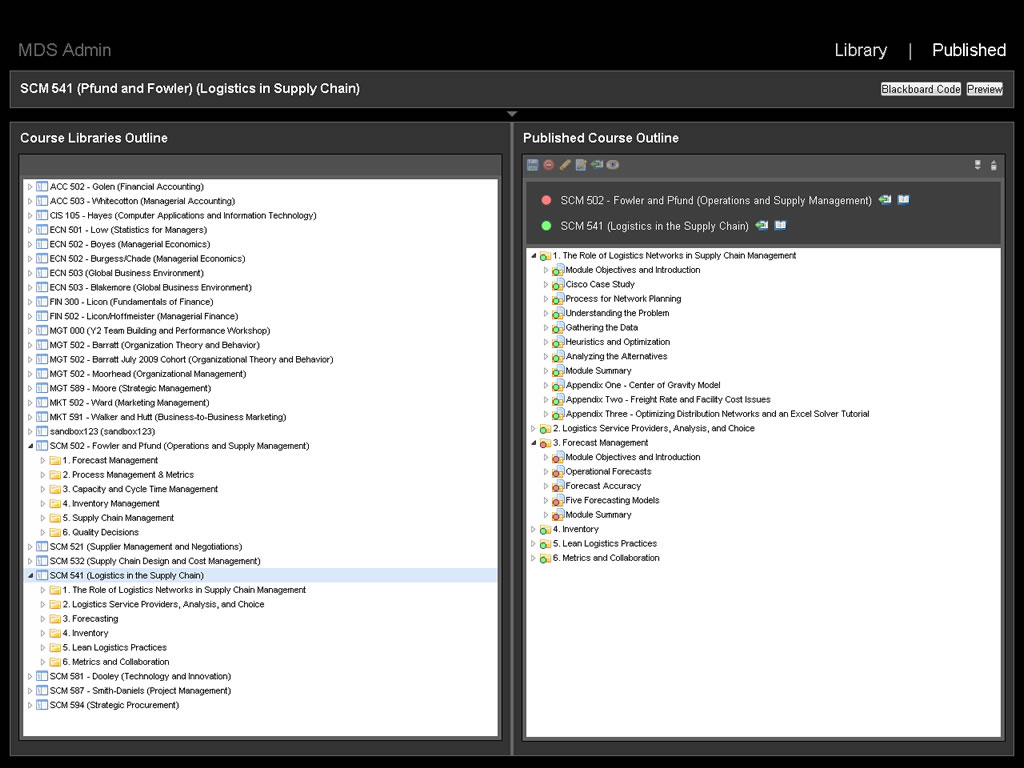 MDS Admin
Library | Published
SCM 541 (Pfund and Fowler) (Logistics in Supply Chain)
Blackboard Code Preview
Course Libraries Outline
ACC 502 - Golen (Financial Accounting)
ACC 503 - Whitecotton (Managerial Accounting)
CIS 105 - Hayes (Computer Applications and Information Technology)
ECN 501 - Low (Statistics for Managers)
ECN 502 - Boyes (Managerial Economics)
ECN 502 - Burgess/Chade (Managerial Economics)
ECN 503 (Global Business Environment)
ECN 503 - Blakemore (Global Business Environment)
FIN 300 - Licon (Fundamentals of Finance)
FIN 502 - Licon/Hoffmeister (Managerial Finance)
MGT 000 (Y2 Team Building and Performance Workshop)
MGT 502 - Barratt (Organization Theory and Behavior)
MGT 502 - Barratt July 2009 Cohort (Organizational Theory and Behavior)
MGT 502 - Moorhead (Organizational Management)
MGT 589 - Moore (Strategic Management)
MKT 502 - Ward (Marketing Management)
MKT 591 - Walker and Hutt (Business-to-Business Marketing)
sandbox123 (sandbox123)
SCM 502 - Fowler and Pfund (Operations and Supply Management)
1. Forecast Management
2. Process Management & Metrics
3. Capacity and Cycle Time Management
4. Inventory Management
5. Supply Chain Management
6. Quality Decisions
SCM 521 (Supplier Management and Negotiations)
SCM 532 (Supply Chain Design and Cost Management)
SCM 541 (Logistics in the Supply Chain)
1. The Role of Logistics Networks in Supply Chain Management
2. Logistics Service Providers, Analysis, and Choice
3. Forecasting
4. Inventory
5. Lean Logistics Practices
6. Metrics and Collaboration
SCM 581 - Dooley (Technology and Innovation)
SCM 587 - Smith-Daniels (Project Management)
SCM 594 (Strategic Procurement)
Published Course Outline
SCM 502 - Fowler and Pfund (Operations and Supply Management)
SCM 541 (Logistics in the Supply Chain)
1. The Role of Logistics Networks in Supply Chain Management
Module Objectives and Introduction
Cisco Case Study
Process for Network Planning
Understanding the Problem
Gathering the Data
Heuristics and Optimization
Analyzing the Alternatives
Module Summary
Appendix One - Center of Gravity Model
Appendix Two - Freight Rate and Facility Cost Issues
Appendix Three - Optimizing Distribution Networks and an Excel Solver Tutorial
2. Logistics Service Providers, Analysis, and Choice
3. Forecast Management
Module Objectives and Introduction
Operational Forecasts
Forecast Accuracy
Five Forecasting Models
Module Summary
4. Inventory
5. Lean Logistics Practices
6. Metrics and Collaboration